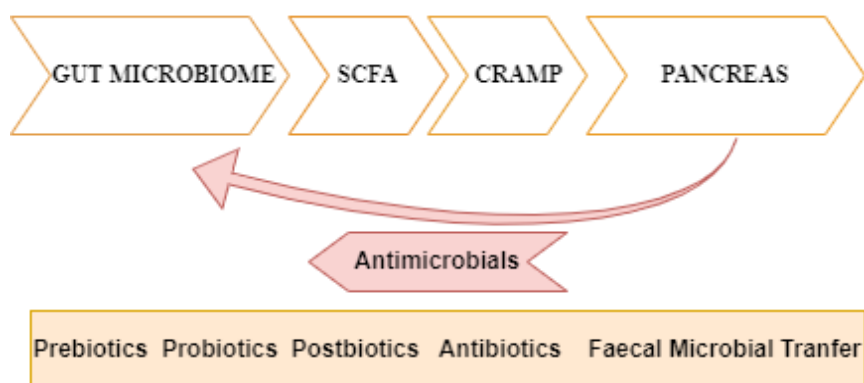 GUT MICROBIOME SCFA CRAMP PANCREAS
Antimicrobials
Prebiotics Probiotics Postbiotics Antibiotics Faecal Microbial Tranfer